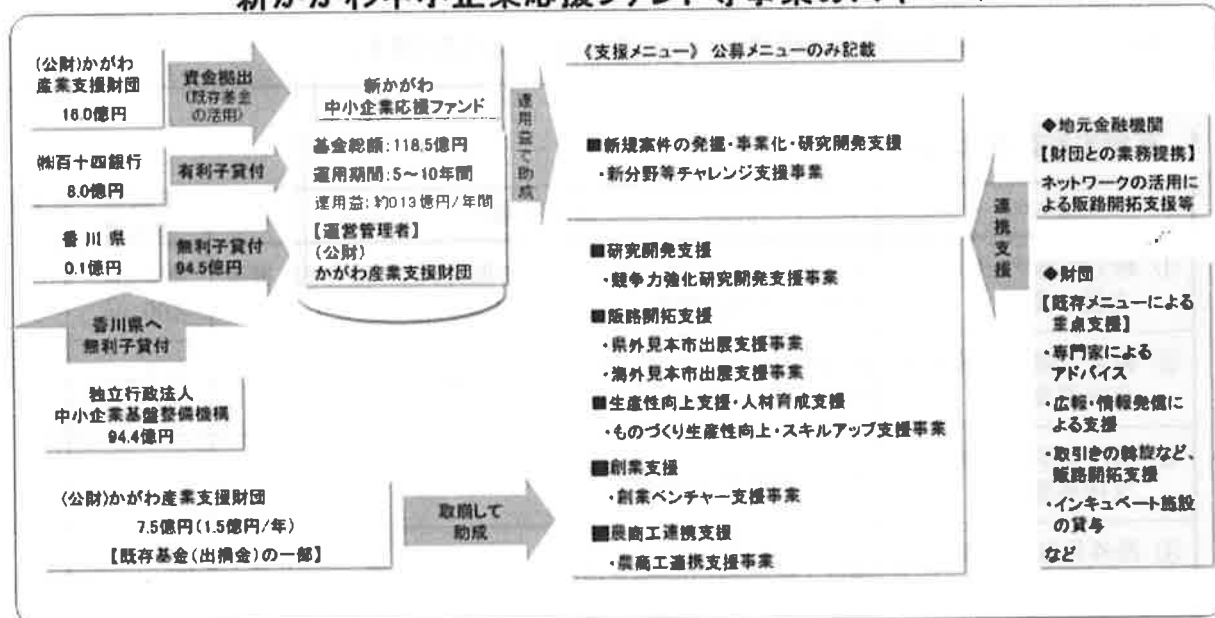 新かがわ中小企業応援ファンド等事業のスキーム
(公財)かがわ
産業支援財団
16.0億円
資金拠出
(既存基金
の活用)
㈱百十四銀行
8.0億円
有利子貸付
香川県
0.1億円
無利子貸付
94.5億円
香川県へ
無利子貸付
独立行政法人
中小企業基盤整備機構
94.4億円
新かがわ
中小企業応援ファンド
基金総額:118.5億円
運用期間:5~10年間
運用益:約013億円/年間
【運営管理者】
(公財)
かがわ産業支援財団
運用益で助成
(公財)かがわ産業支援財団
7.5億円(1.5億円/年)
【既存基金(出捐金)の一部】
取崩して
助成
《支援メニュー》 公募メニューのみ記載
■新規案件の発掘・事業化・研究開発支援
・新分野等チャレンジ支援事業
■研究開発支援
・競争力強化研究開発支援事業
■販路開拓支援
・県外見本市出展支援事業
・海外見本市出展支援事業
■生産性向上支援・人材育成支援
・ものづくり生産性向上・スキルアップ支援事業
■創業支援
・創業ベンチャー支援事業
■農商工連携支援
・農商工連携支援事業
連携支援
◆地元金融機関
【財団との業務提携】
ネットワークの活用に
よる販路開拓支援等
◆財団
【既存メニューによる
重点支援】
・専門家による
アドバイス
・広報・情報発信に
よる支援
・取引きの斡旋など、
販路開拓支援
・インキュベート施設
の貸与
など